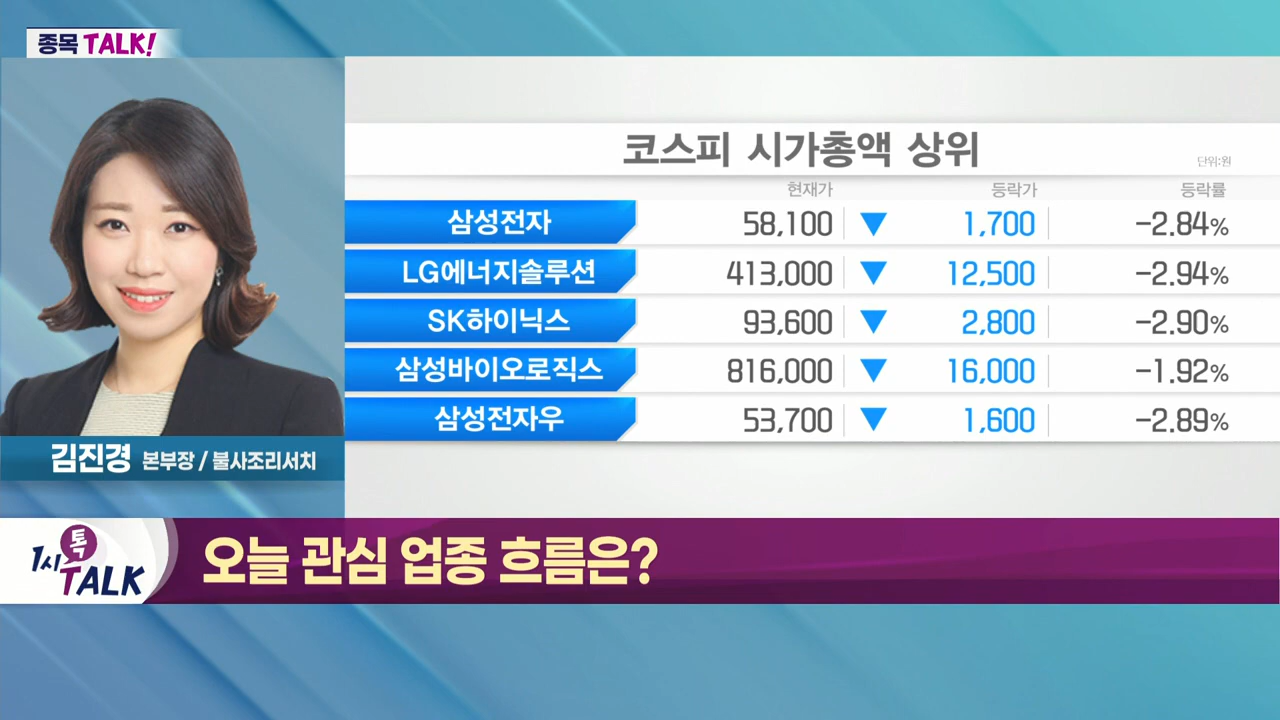 종목 TALK!
코스피 시가총액 상위
단위:원
현재가 등락가 등락률
삼성전자 58,100 ▼ 1,700 -2.84%
LG에너지솔루션 413,000 ▼ 12,500 -2.94%
SK하이닉스 93,600 ▼ 2,800 -2.90%
삼성바이오로직스 816,000 ▼ 16,000 -1.92%
삼성전자우 53,700 ▼ 1,600 -2.89%
김진경 본부장 / 불사조리서치
1시 톡 TALK
오늘 관심 업종 흐름은?